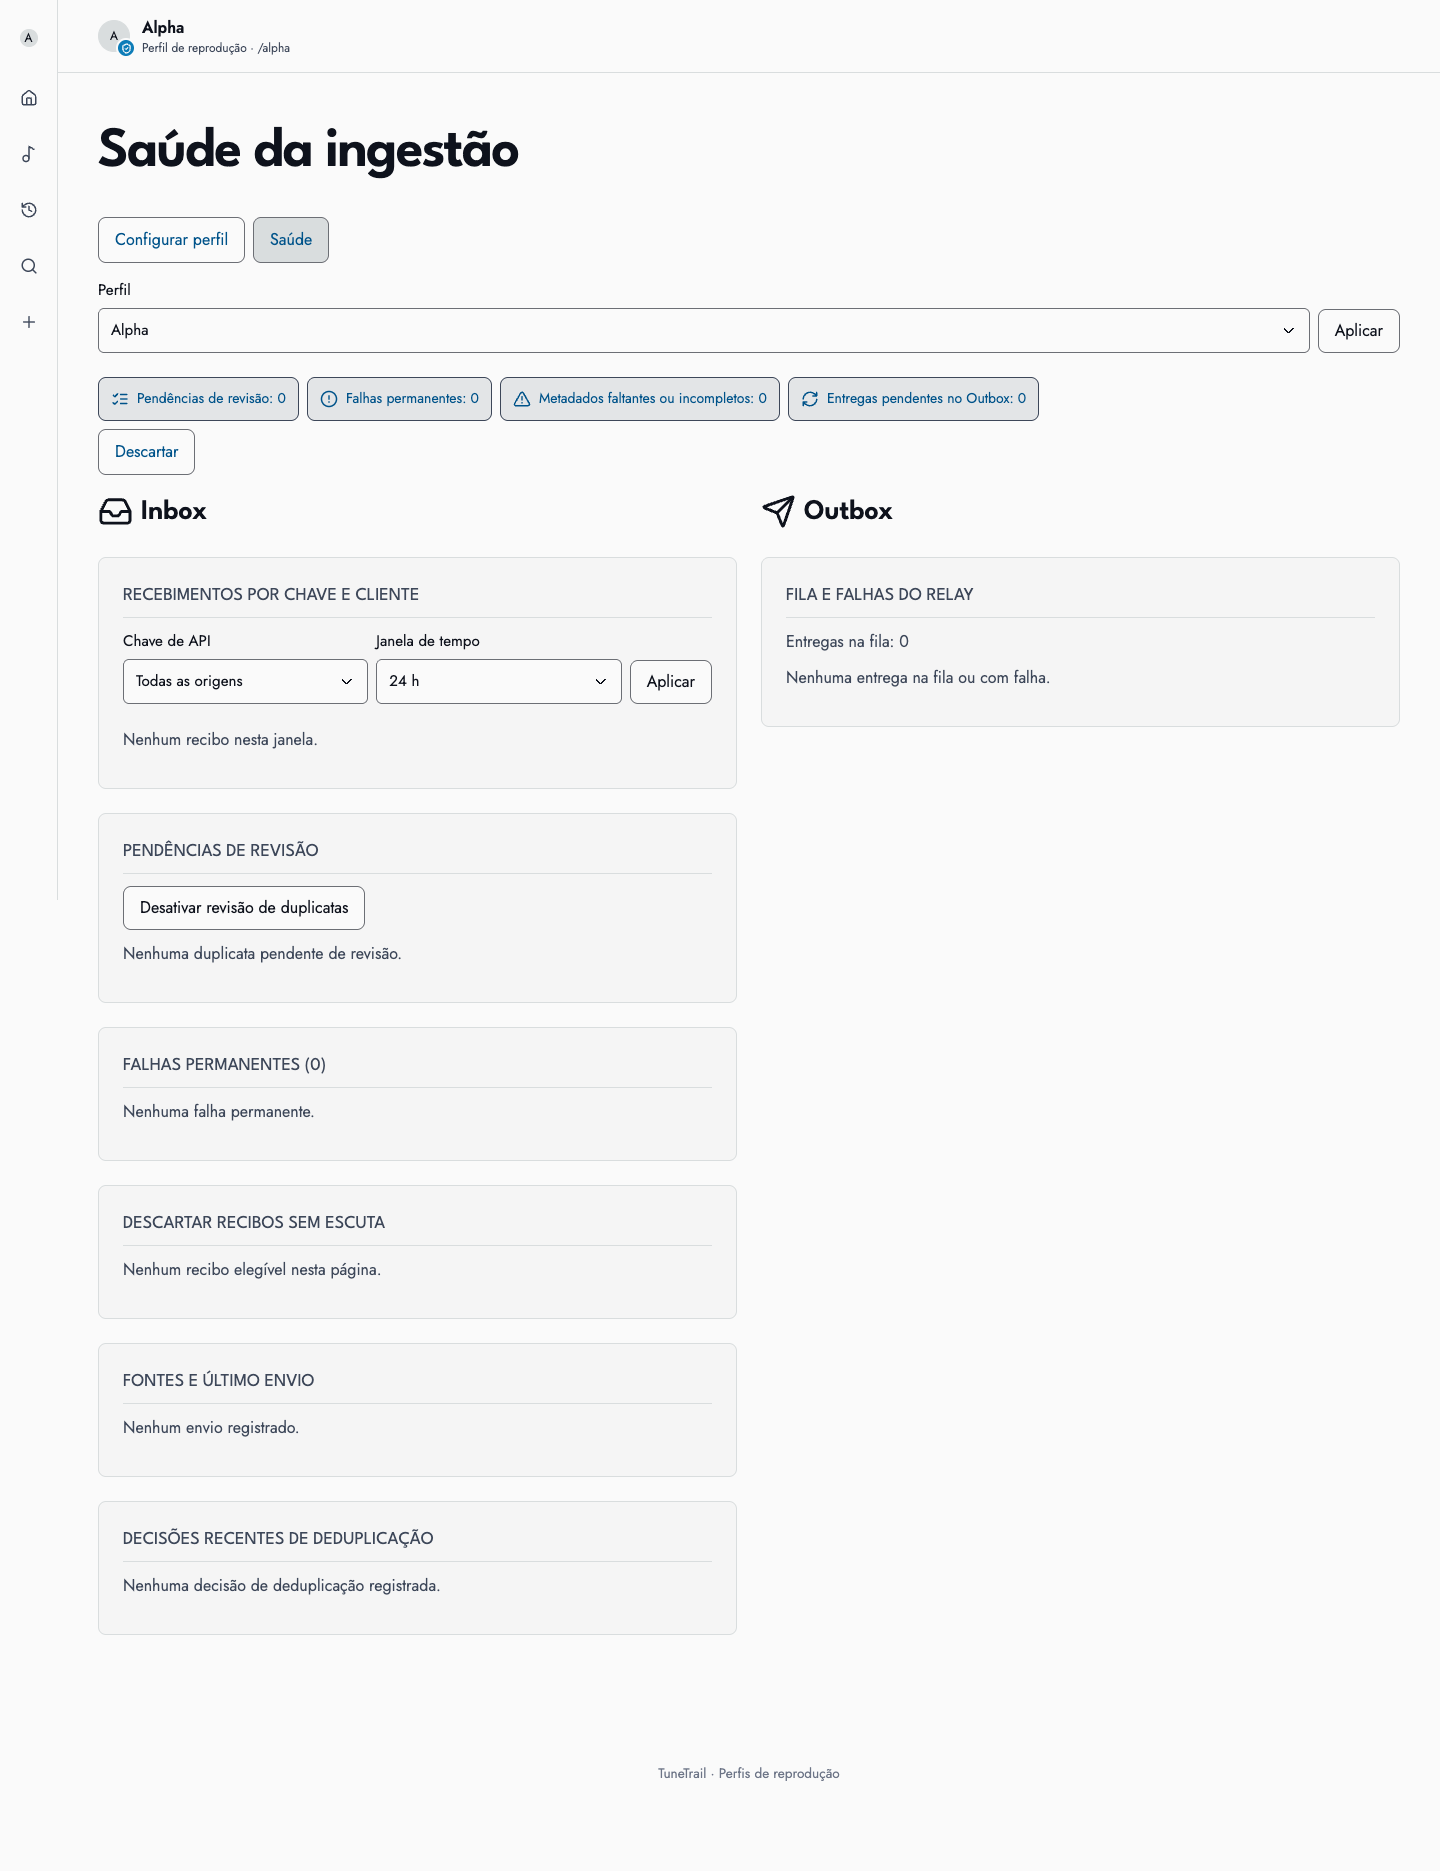 A
A
Alpha
Perfil de reprodução · /alpha
Saúde da ingestão
Configurar perfil
Saúde
Perfil
Alpha
Aplicar
Pendências de revisão: 0
Falhas permanentes: 0
Metadados faltantes ou incompletos: 0
Entregas pendentes no Outbox: 0
Descartar
Inbox
RECEBIMENTOS POR CHAVE E CLIENTE
Chave de API
Janela de tempo
Todas as origens
24 h
Aplicar
Nenhum recibo nesta janela.
PENDÊNCIAS DE REVISÃO
Desativar revisão de duplicatas
Nenhuma duplicata pendente de revisão.
FALHAS PERMANENTES (0)
Nenhuma falha permanente.
DESCARTAR RECIBOS SEM ESCUTA
Nenhum recibo elegível nesta página.
FONTES E ÚLTIMO ENVIO
Nenhum envio registrado.
DECISÕES RECENTES DE DEDUPLICAÇÃO
Nenhuma decisão de deduplicação registrada.
Outbox
FILA E FALHAS DO RELAY
Entregas na fila: 0
Nenhuma entrega na fila ou com falha.
TuneTrail · Perfis de reprodução